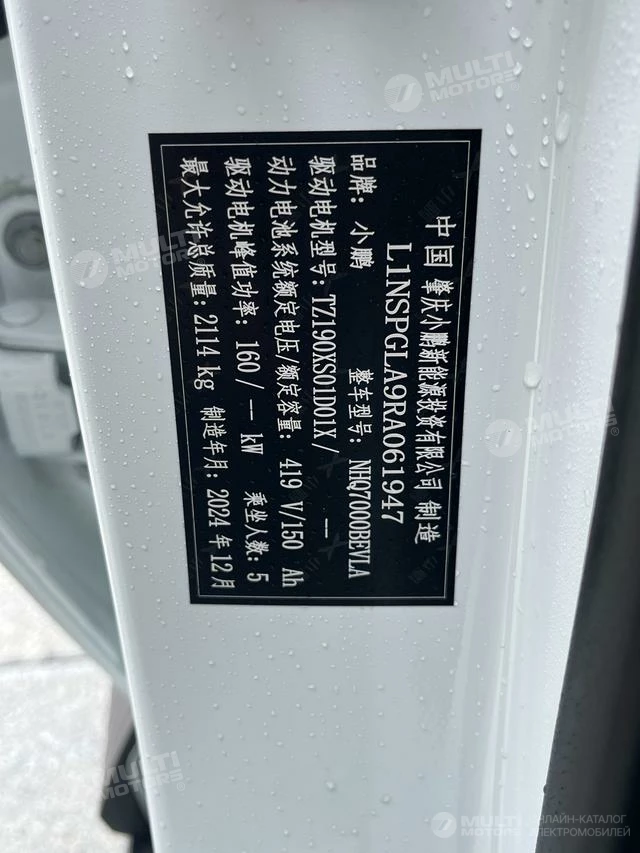 中国 肇庆小鹏新能源投资有限公司 制造
L1NSPGLA9RA061947
品牌: 小鹏 整车型号: NHQ7000BEVLA
驱动电机型号: TZ190XS01D01X/ --
动力电池系统额定电压/额定容量: 419 V/150 Ah
驱动电机峰值功率: 160/ -- kW 乘坐人数: 5
最大允许总质量: 2114 kg 制造年月: 2024 年 12 月
MULTI MOTORS
MULTI MOTORS
MULTI MOTORS®
MULTI MOTORS
MULTI MOTORS
ОНЛАЙН-КАТАЛОГ
ЭЛЕКТРОМОБИЛЕЙ